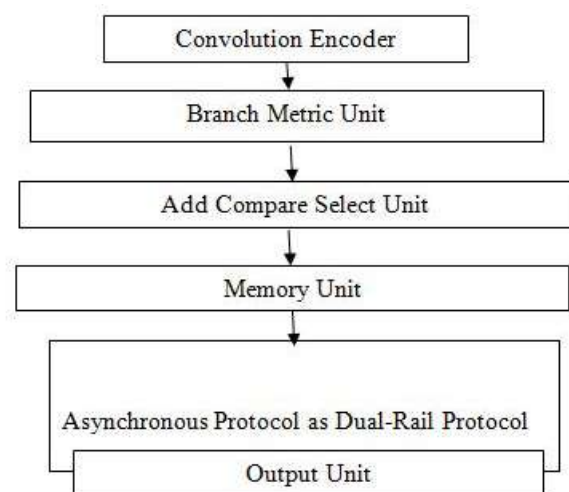 Convolution Encoder
Branch Metric Unit
Add Compare Select Unit
Memory Unit
Asynchronous Protocol as Dual-Rail Protocol
Output Unit